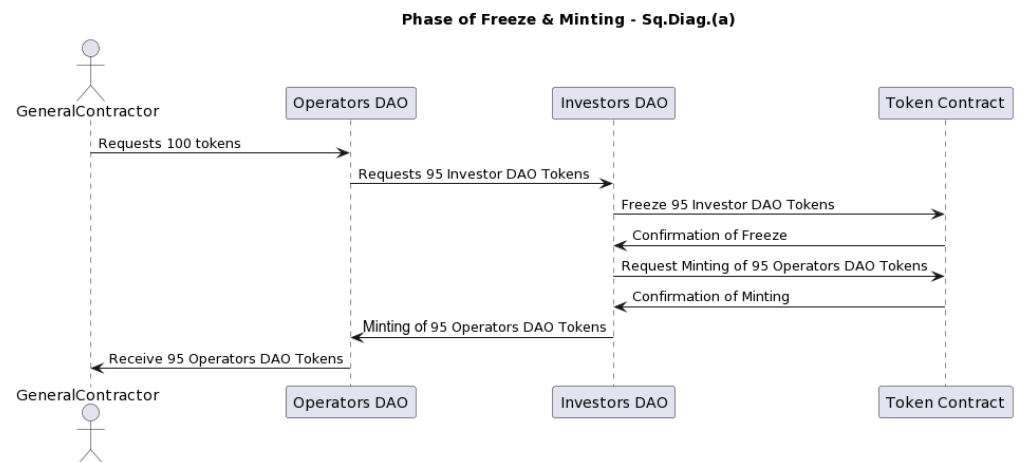 Phase of Freeze & Minting - Sq.Diag.(a)
GeneralContractor
Operators DAO
Investors DAO
Token Contract
Requests 100 tokens
Requests 95 Investor DAO Tokens
Freeze 95 Investor DAO Tokens
Confirmation of Freeze
Request Minting of 95 Operators DAO Tokens
Confirmation of Minting
Minting of 95 Operators DAO Tokens
Receive 95 Operators DAO Tokens
GeneralContractor
Operators DAO
Investors DAO
Token Contract